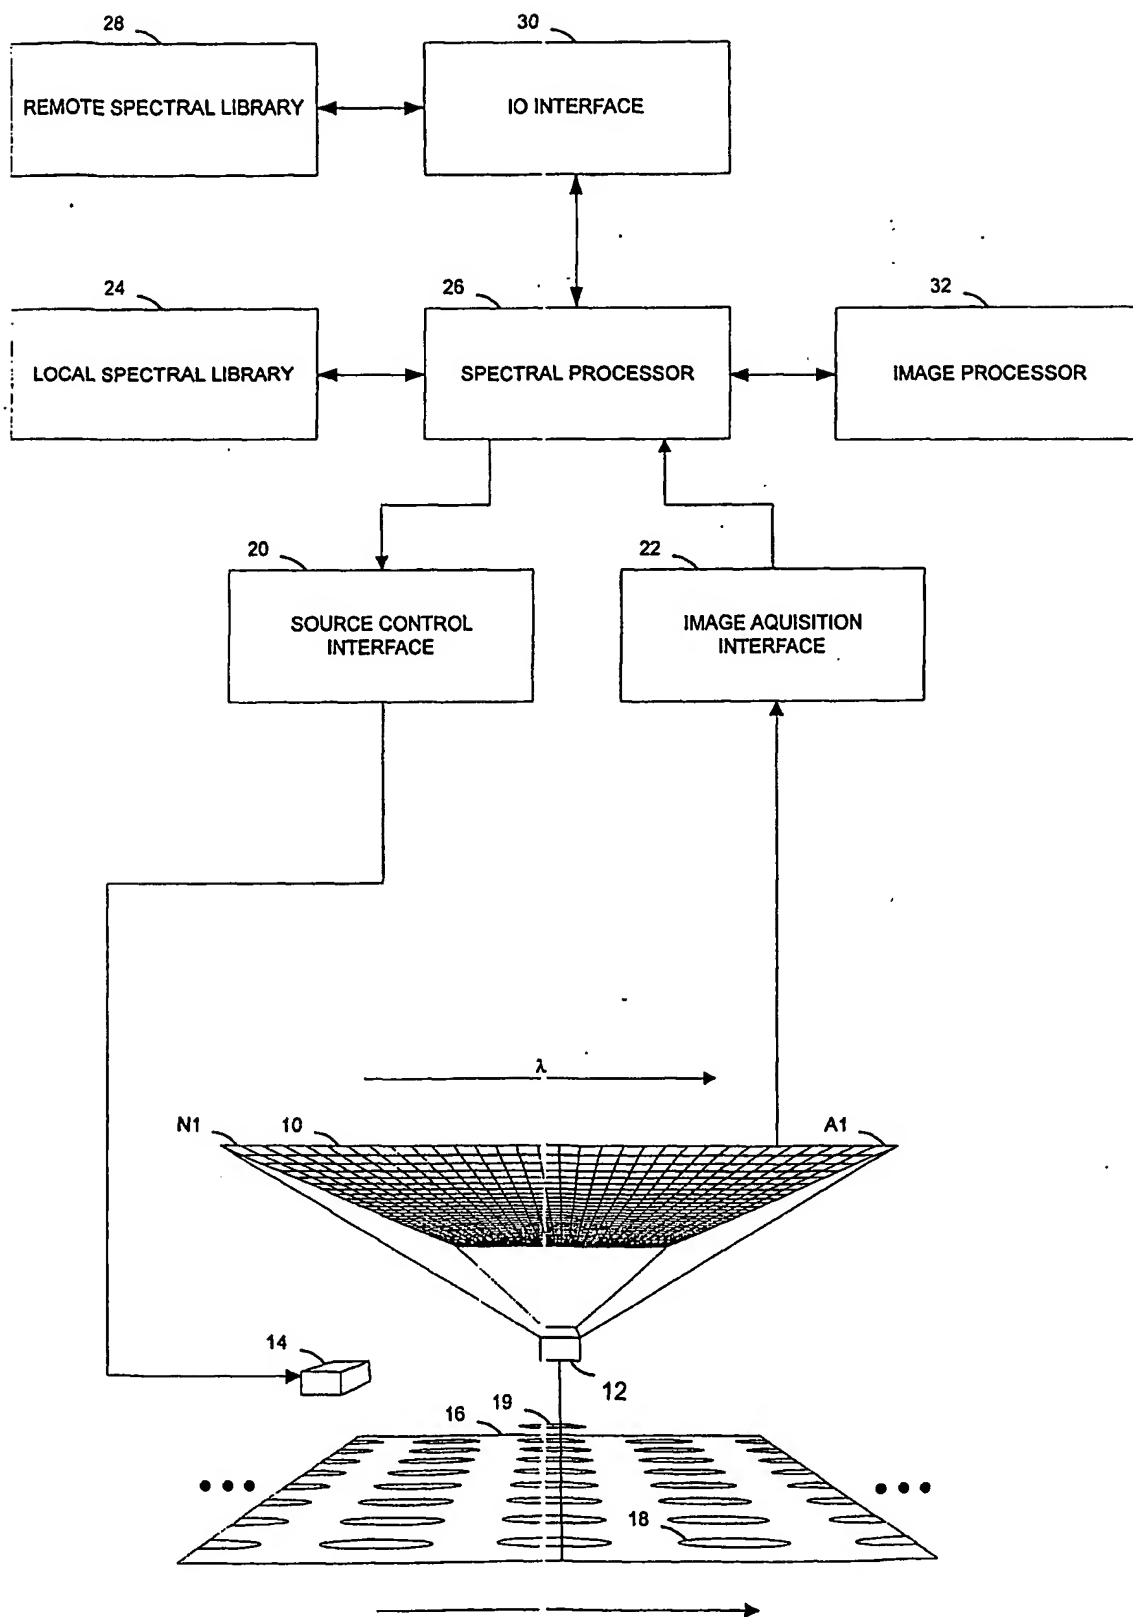 28
30
REMOTE SPECTRAL LIBRARY
IO INTERFACE
24
26
32
LOCAL SPECTRAL LIBRARY
SPECTRAL PROCESSOR
IMAGE PROCESSOR
20
22
SOURCE CONTROL
INTERFACE
IMAGE AQUISITION
INTERFACE
λ
N1
10
A1
14
12
19
16
18